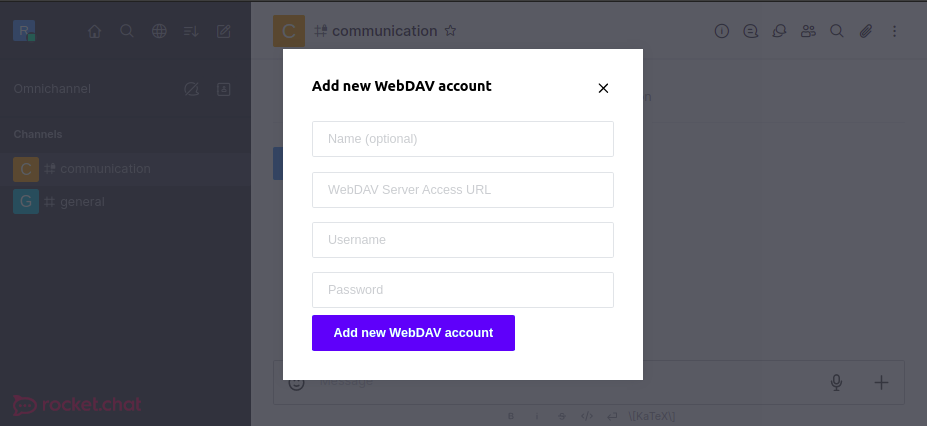 R
Omnichannel
Channels
C communication
G general
rocket.chat
C communication
Add new WebDAV account
Name (optional)
WebDAV Server Access URL
Username
Password
Add new WebDAV account
Message
B i S </> \[KaTeX\]